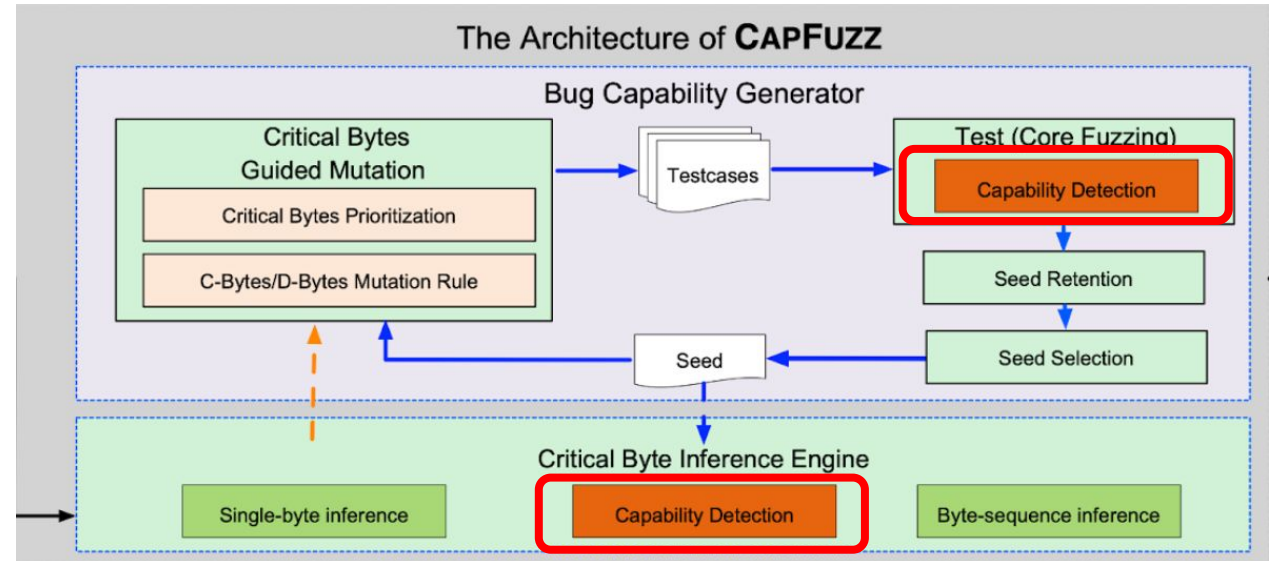 The Architecture of CAPFUZZ
Bug Capability Generator
Critical Bytes
Guided Mutation
Critical Bytes Prioritization
C-Bytes/D-Bytes Mutation Rule
Testcases
Test (Core Fuzzing)
Capability Detection
Seed Retention
Seed Selection
Seed
Critical Byte Inference Engine
Single-byte inference
Capability Detection
Byte-sequence inference